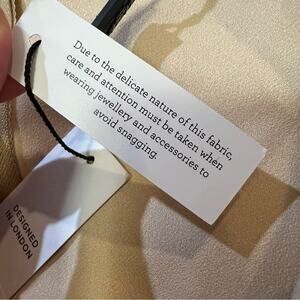 Due to the delicate nature of this fabric,
care and attention must be taken when
wearing jewellery and accessories to
avoid snagging.
DESIGNED
IN LONDON